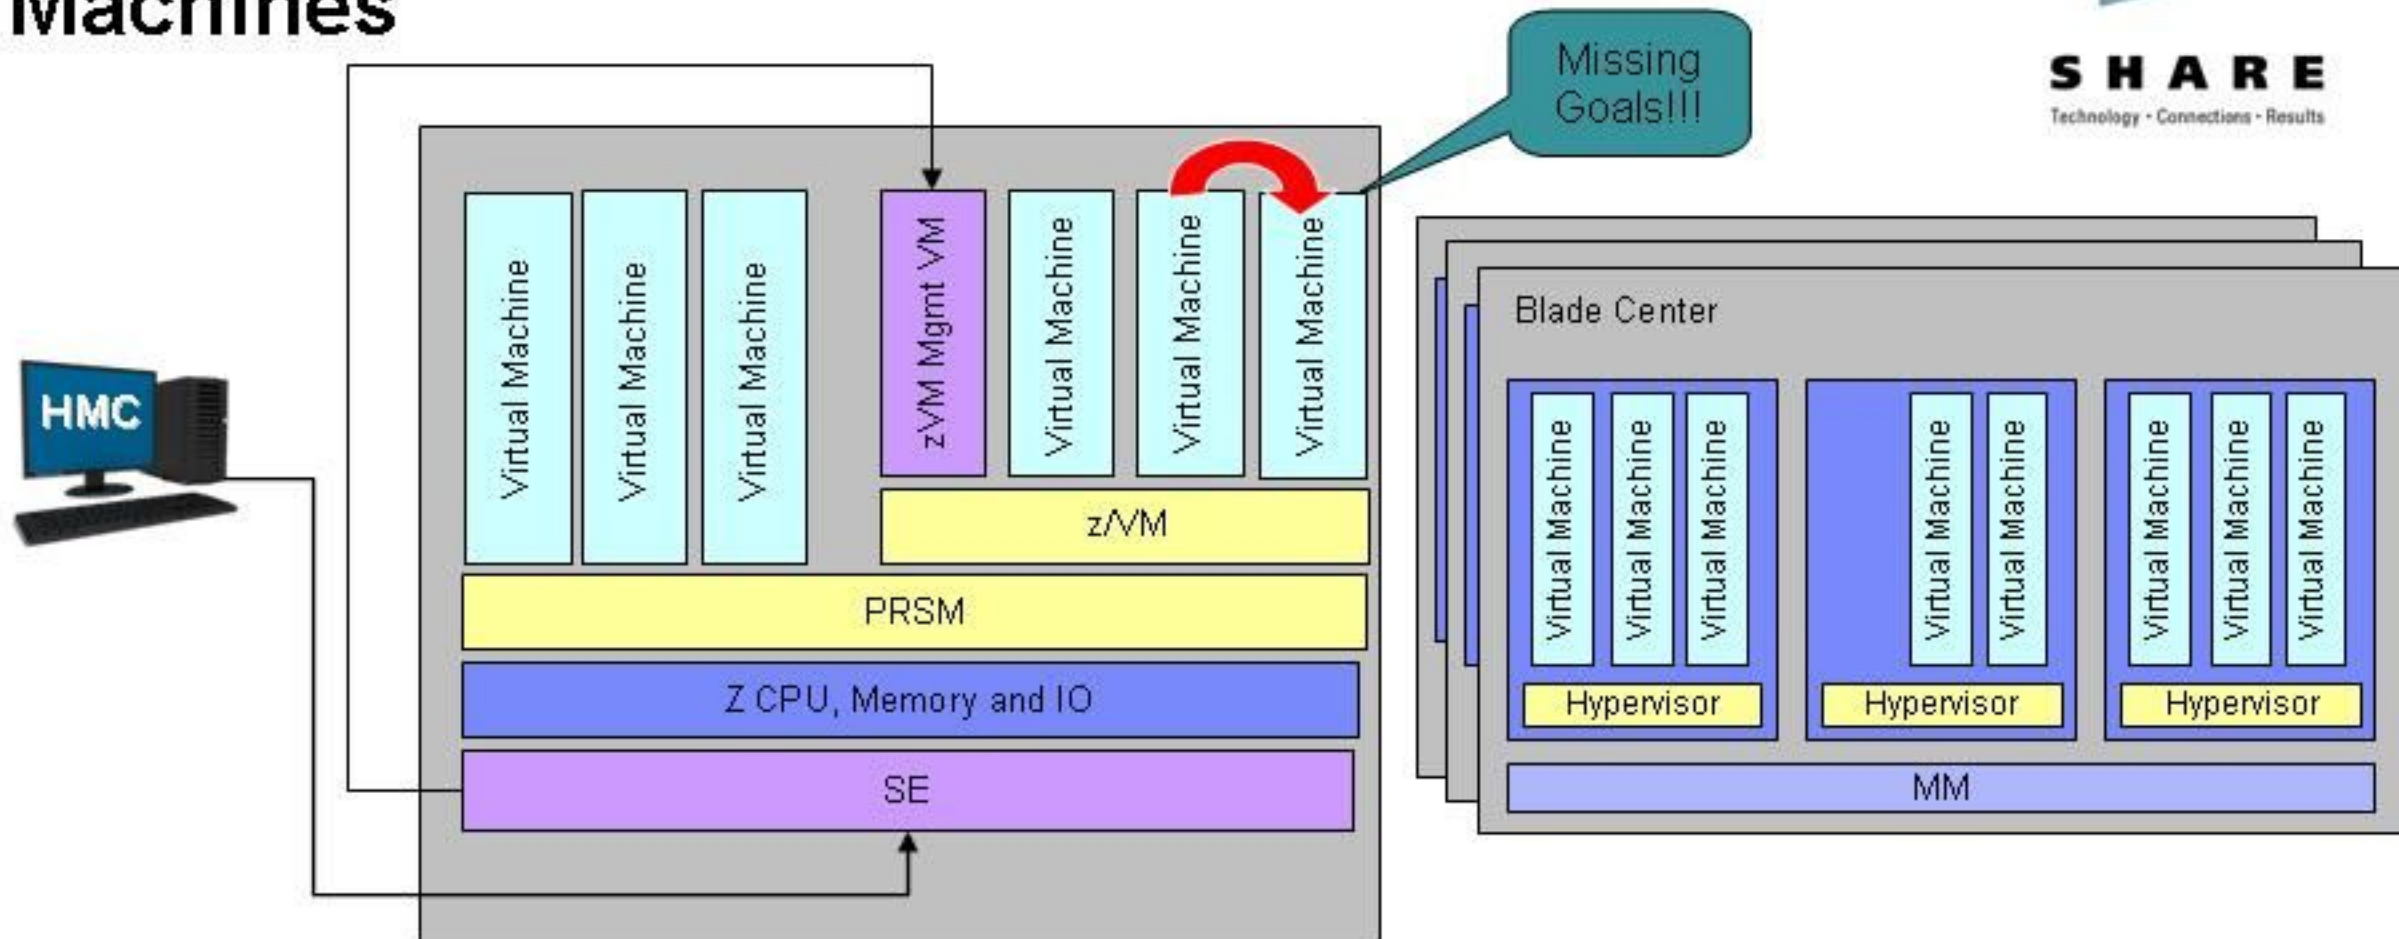 Machines
Missing
Goals!!!
S H A R E
Technology · Connections · Results
HMC
Virtual Machine
Virtual Machine
Virtual Machine
zVM Mgmt VM
Virtual Machine
Virtual Machine
Virtual Machine
z/VM
PRSM
Z CPU, Memory and IO
SE
Blade Center
Virtual Machine
Virtual Machine
Virtual Machine
Virtual Machine
Virtual Machine
Virtual Machine
Virtual Machine
Virtual Machine
Hypervisor
Hypervisor
Hypervisor
MM